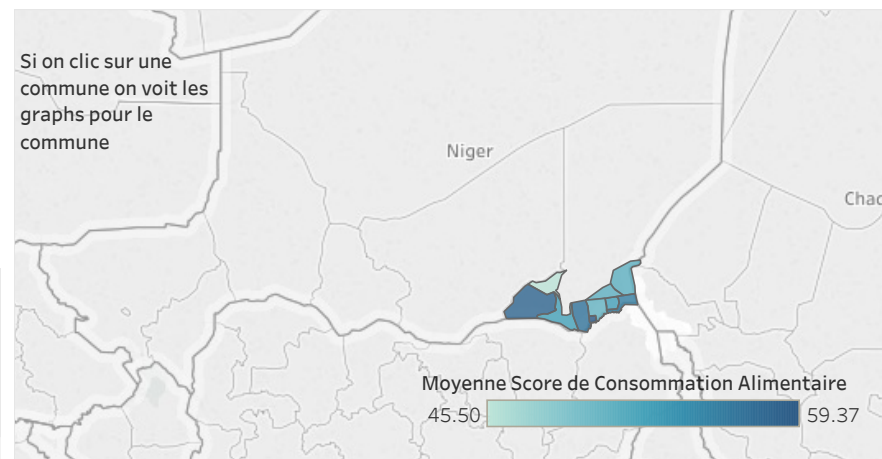 Si on clic sur une
commune on voit les
graphs pour le
commune
Niger
Moyenne Score de Consommation Alimentaire
45.50
59.37